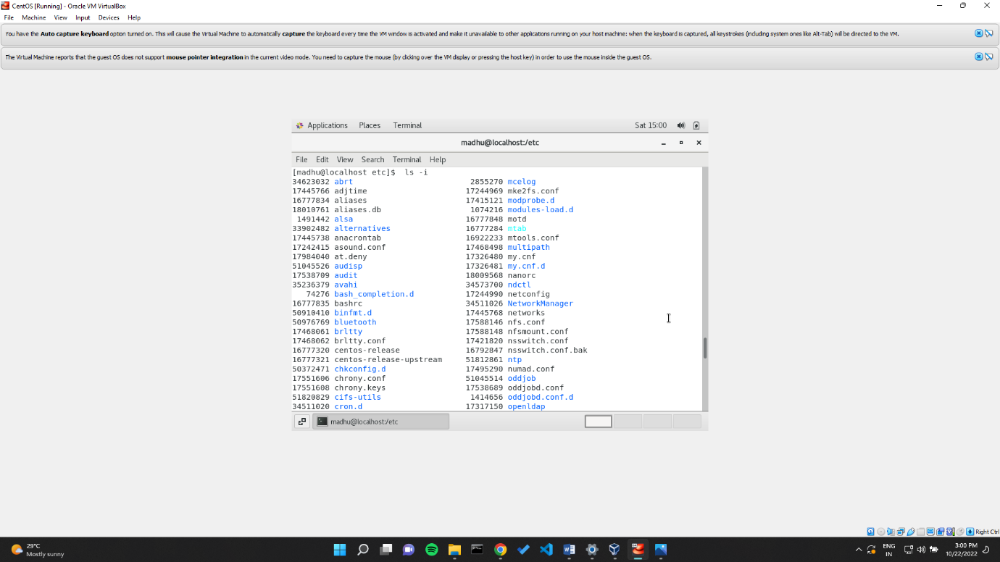 CentOS [Running] - Oracle VM VirtualBox
File Machine View Input Devices Help
You have the Auto capture keyboard option turned on. This will cause the Virtual Machine to automatically capture the keyboard every time the VM window is activated and make it unavailable to other applications running on your host machine: when the keyboard is captured, all keystrokes (including system ones like Alt-Tab) will be directed to the VM.
The Virtual Machine reports that the guest OS does not support mouse pointer integration in the current video mode. You need to capture the mouse (by clicking over the VM display or pressing the host key) in order to use the mouse inside the guest OS.
Applications Places Terminal Sat 15:00
madhu@localhost:/etc
File Edit View Search Terminal Help
[madhu@localhost etc]$ ls -i
34623032 abrt 2855270 mcelog
17445766 adjtime 17244969 mke2fs.conf
16777834 aliases 17415121 modprobe.d
18010761 aliases.db 1074216 modules-load.d
1491442 alsa 16777848 motd
33902482 alternatives 16777284 mtab
17445738 anacrontab 16922233 mtools.conf
17242415 asound.conf 17468498 multipath
17984040 at.deny 17326480 my.cnf
51045526 audisp 17326481 my.cnf.d
17538709 audit 18009568 nanorc
35236379 avahi 34573700 ndctl
74276 bash_completion.d 17244990 netconfig
16777835 bashrc 34511026 NetworkManager
50910410 binfmt.d 17445768 networks
50976769 bluetooth 17588146 nfs.conf
17468061 brltty 17588148 nfsmount.conf
17468062 brltty.conf 17421820 nsswitch.conf
16777320 centos-release 16792847 nsswitch.conf.bak
16777321 centos-release-upstream 51812861 ntp
50372471 chkconfig.d 17495290 numad.conf
17551606 chrony.conf 51045514 oddjob
17551608 chrony.keys 17538689 oddjobd.conf
51820829 cifs-utils 1414656 oddjobd.conf.d
34511020 cron.d 17317150 openldap
madhu@localhost:/etc
Right Ctrl
29°C
Mostly sunny
ENG
IN
3:00 PM
10/22/2022